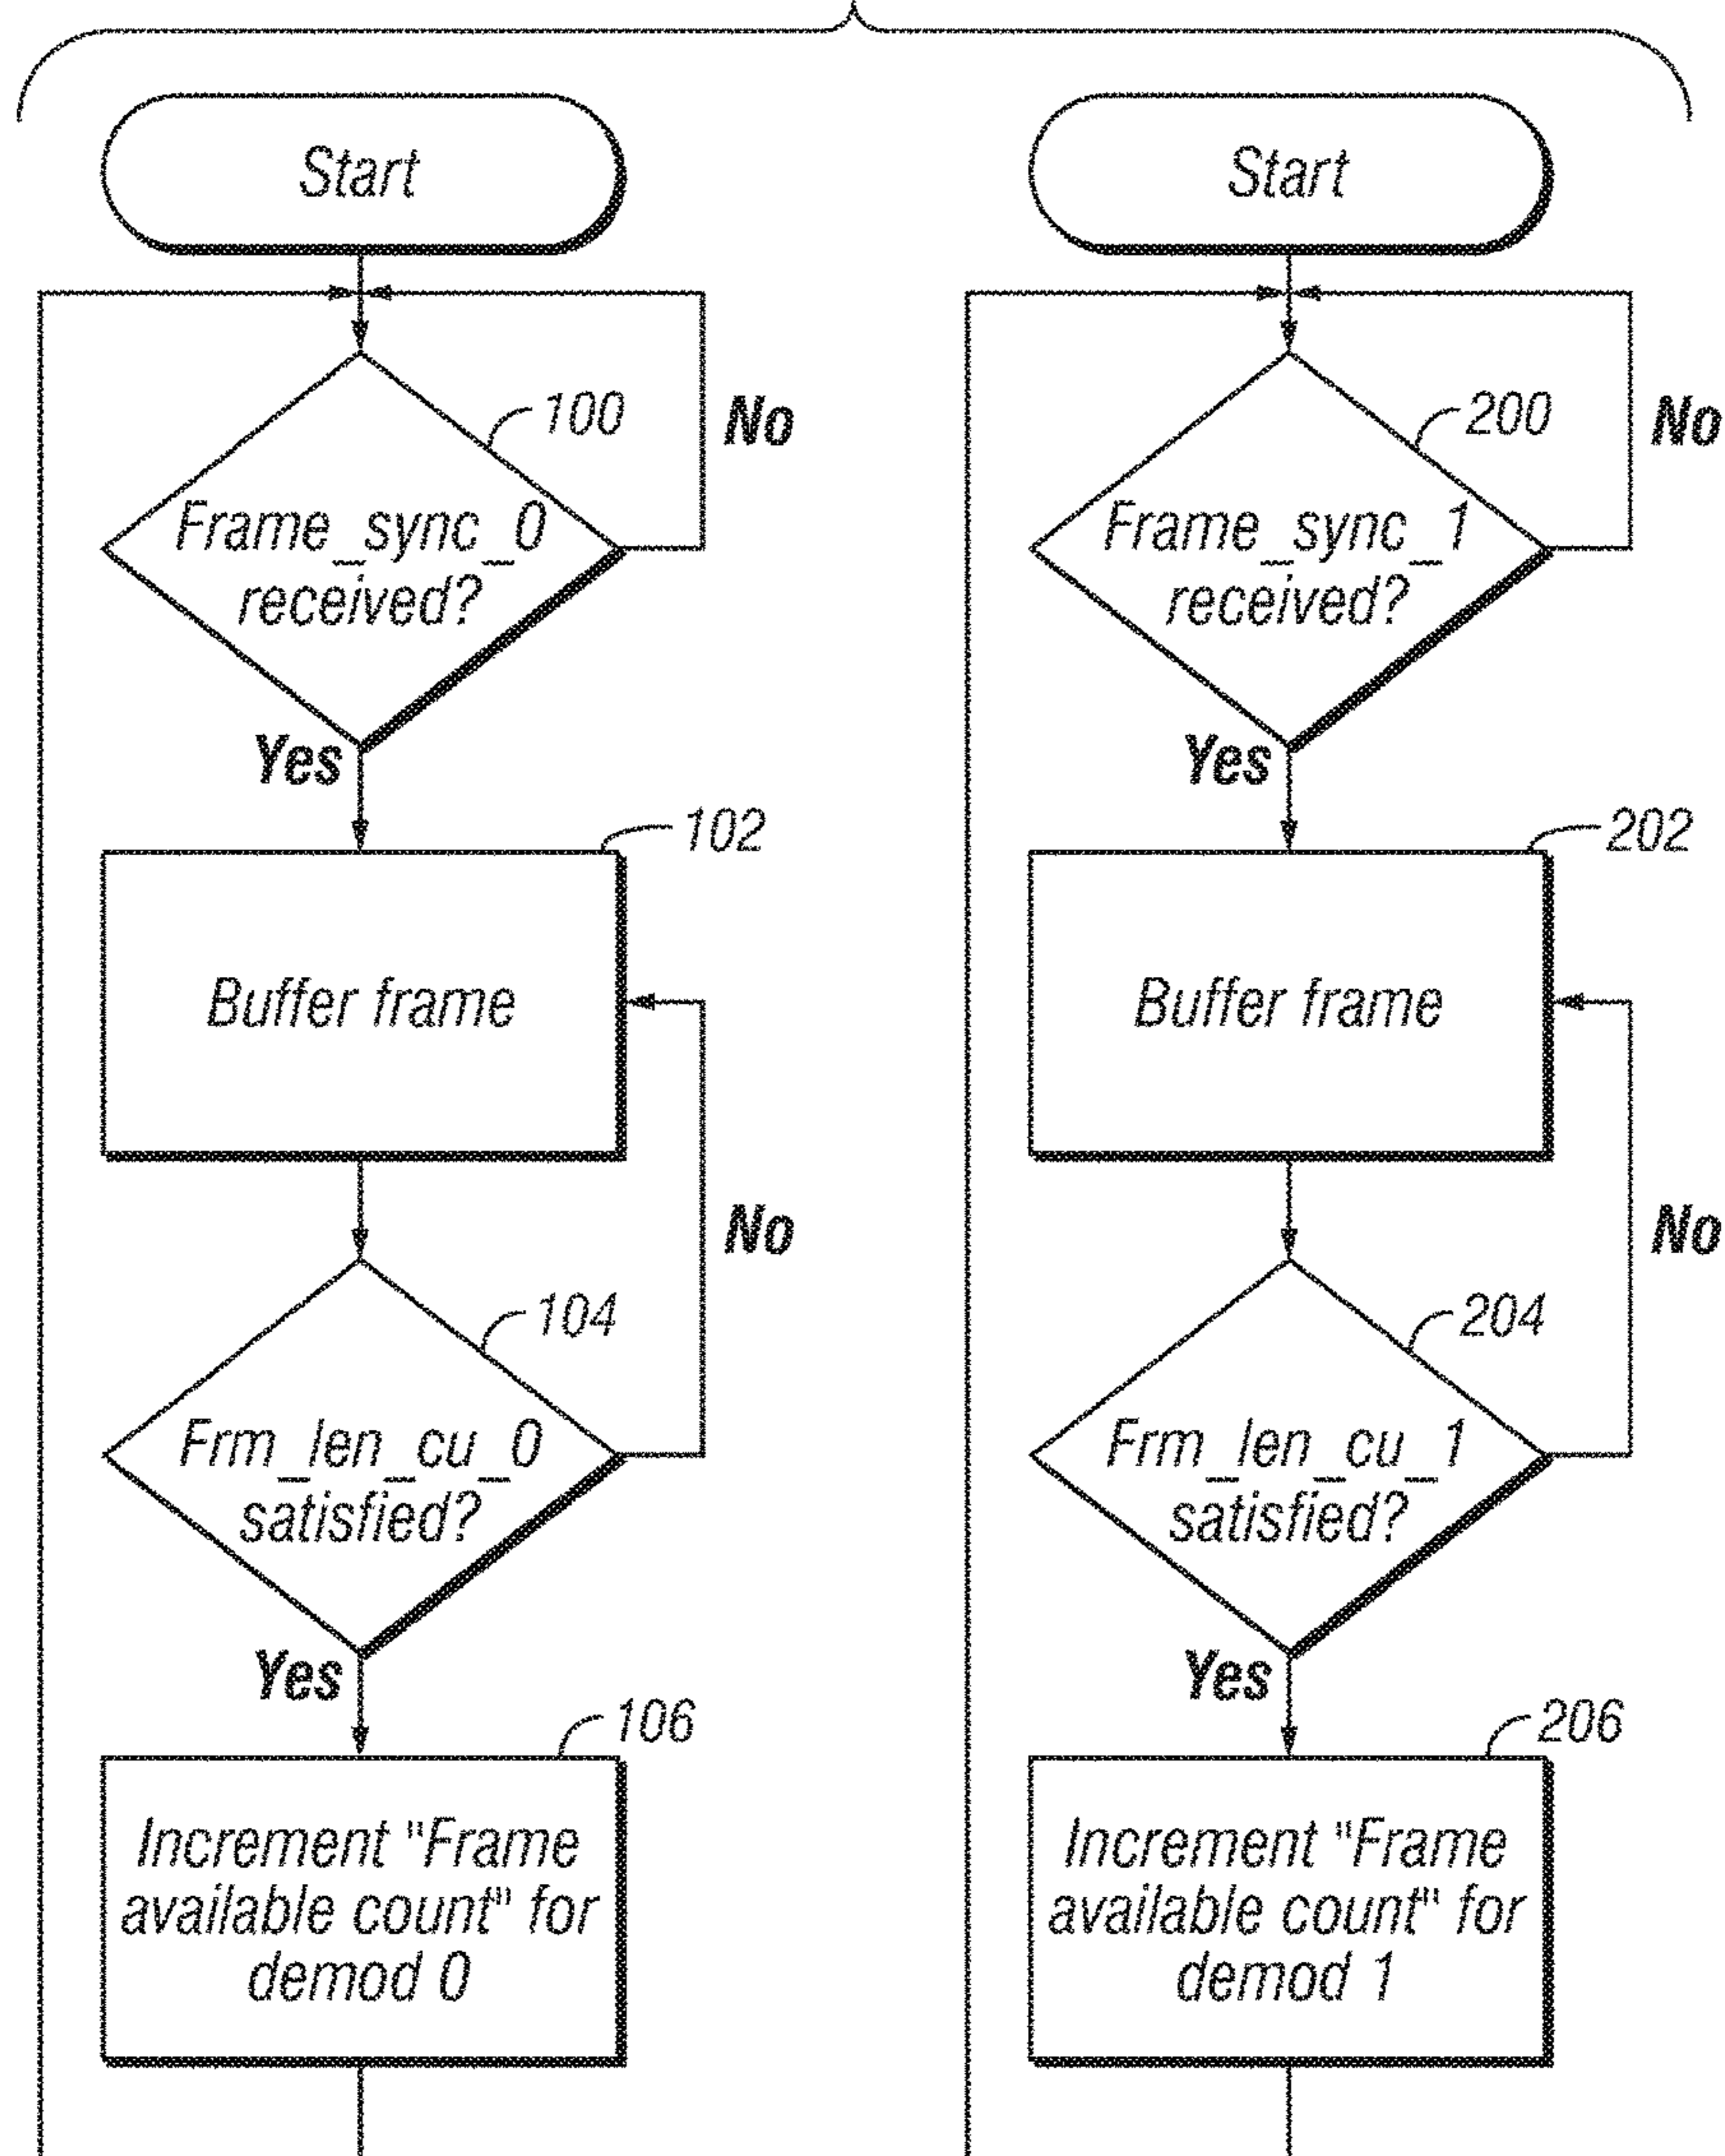 Start
100
No
Frame_sync_0
received?
Yes
102
Buffer frame
No
104
Frm_len_cu_0
satisfied?
Yes
106
Increment "Frame
available count" for
demod 0
Start
200
No
Frame_sync_1
received?
Yes
202
Buffer frame
No
204
Frm_len_cu_1
satisfied?
Yes
206
Increment "Frame
available count" for
demod 1